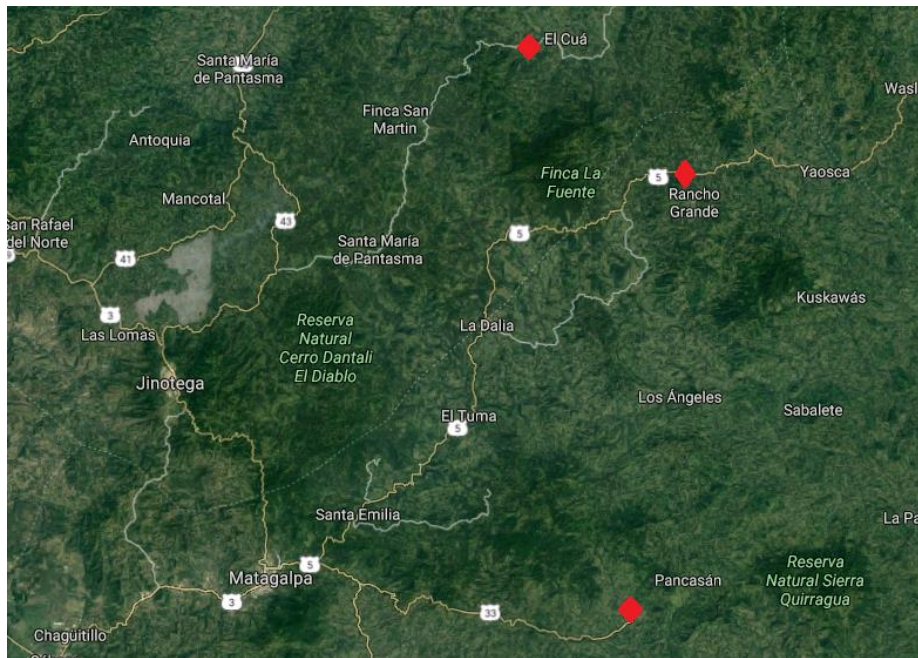 El Cuá
Santa María
de Pantasma
Finca San
Martin
Wasl
Antoquia
Finca La
Fuente
5
Yaosca
Mancotal
Rancho
Grande
San Rafael
del Norte
43
5
Santa María
de Pantasma
41
9
Kuskawás
3
Reserva
Natural
Cerro Dantali
El Diablo
La Dalia
Las Lomas
Jinotega
Los Ángeles
Sabalete
El Tuma
5
Santa Emilia
La Pa
5
Matagalpa
Pancasán
Reserva
Natural Sierra
Quirragua
3
33
Chagüitillo